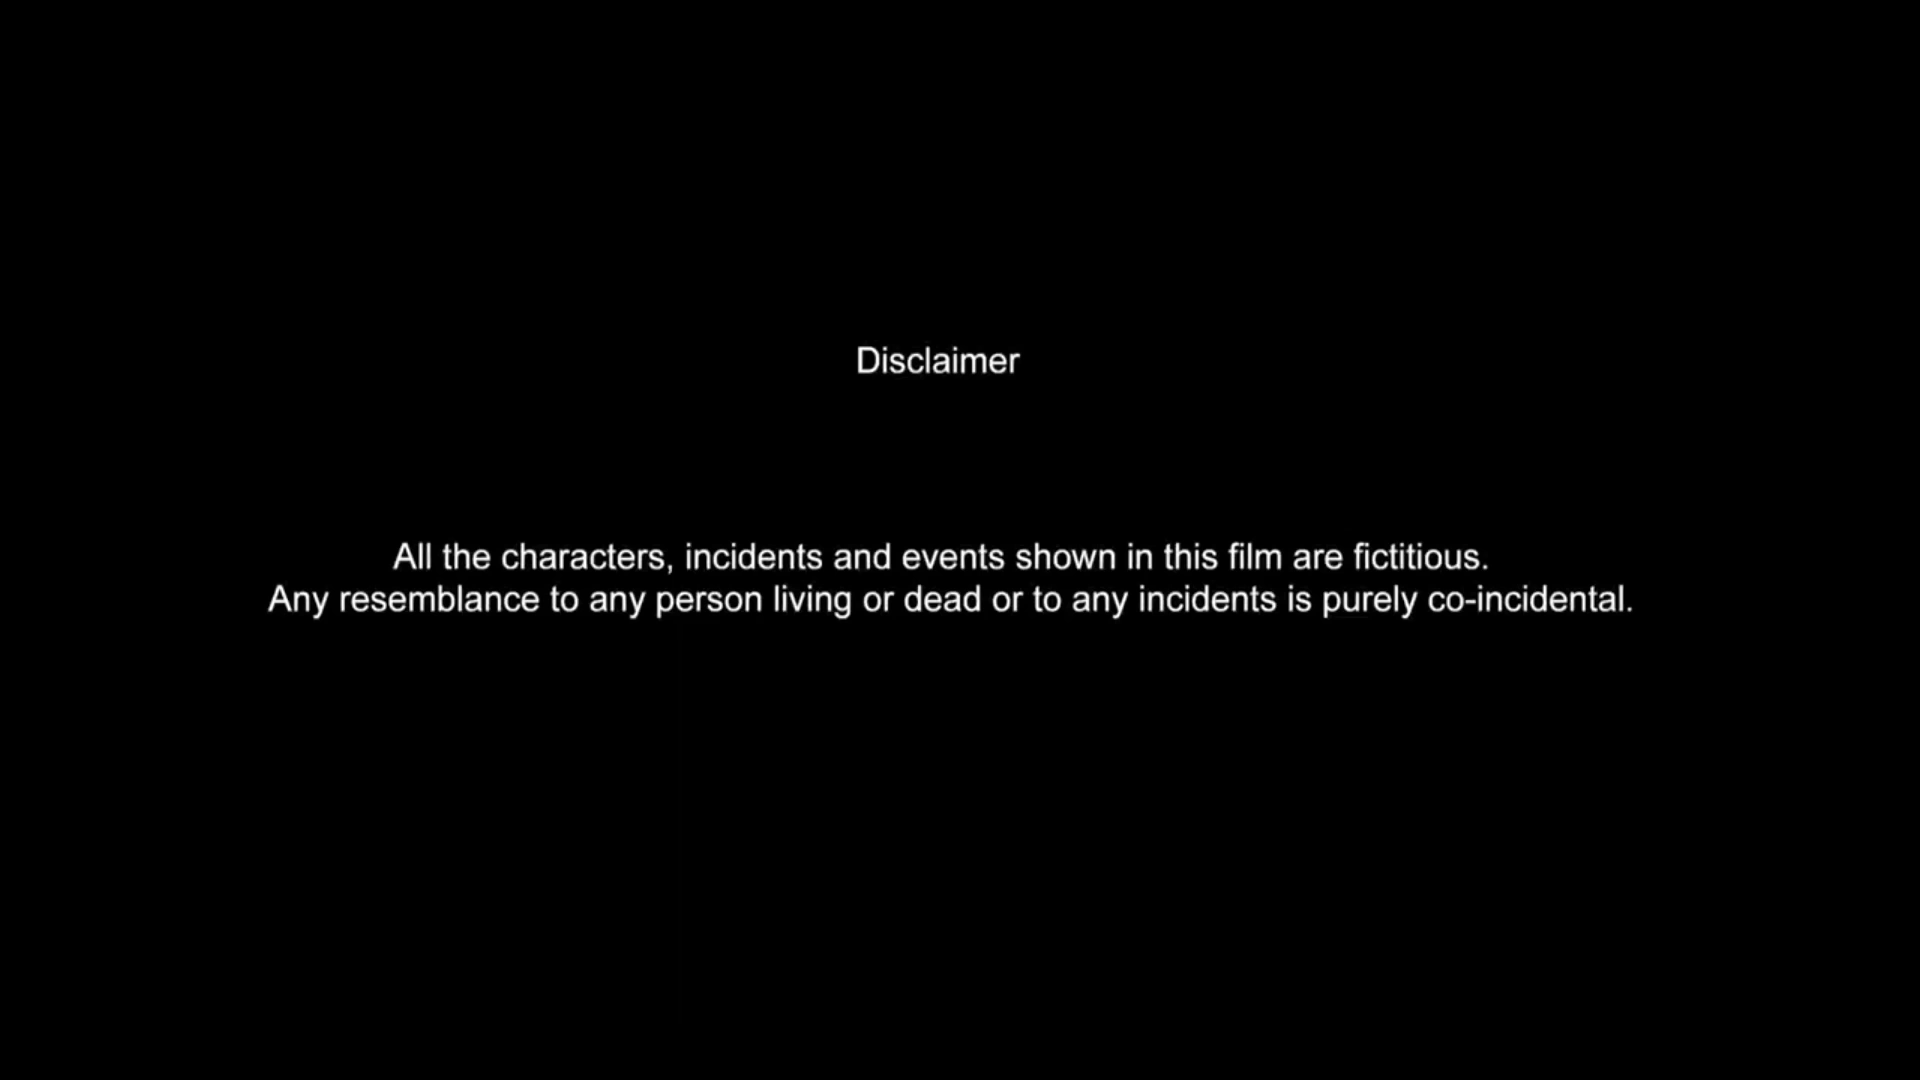 Disclaimer
All the characters, incidents and events shown in this film are fictitious.
Any resemblance to any person living or dead or to any incidents is purely co-incidental.